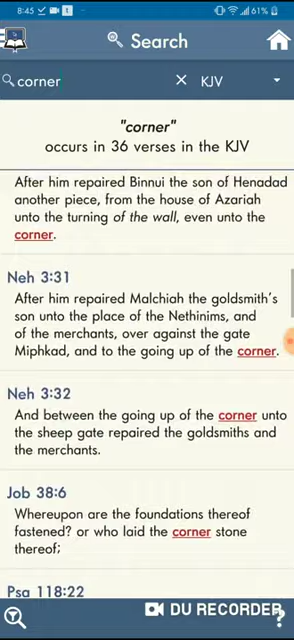 8:45
61%
Search
corner
KJV
"corner"
occurs in 36 verses in the KJV
After him repaired Binnui the son of Henadad
another piece, from the house of Azariah
unto the turning of the wall, even unto the
corner.
Neh 3:31
After him repaired Malchiah the goldsmith's
son unto the place of the Nethinims, and
of the merchants, over against the gate
Miphkad, and to the going up of the corner.
Neh 3:32
And between the going up of the corner unto
the sheep gate repaired the goldsmiths and
the merchants.
Job 38:6
Whereupon are the foundations thereof
fastened? or who laid the corner stone
thereof;
Psa 118:22
DU RECORDER